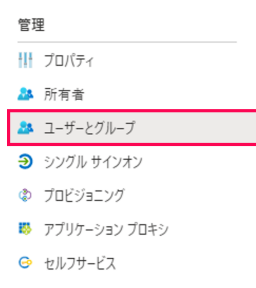 管理
プロパティ
所有者
ユーザーとグループ
シングル サインオン
プロビジョニング
アプリケーション プロキシ
セルフサービス